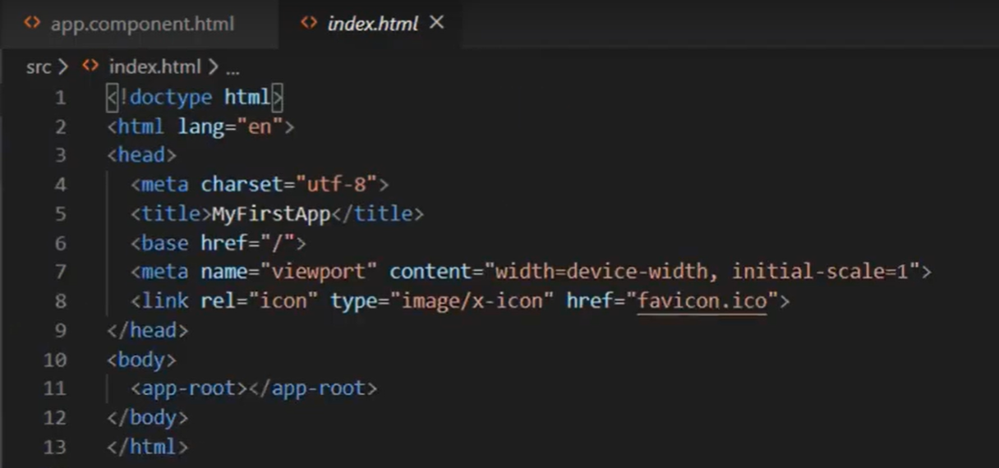 app.component.html index.html
src > index.html > ...
1 <!doctype html>
2 <html lang="en">
3 <head>
4 <meta charset="utf-8">
5 <title>MyFirstApp</title>
6 <base href="/">
7 <meta name="viewport" content="width=device-width, initial-scale=1">
8 <link rel="icon" type="image/x-icon" href="favicon.ico">
9 </head>
10 <body>
11 <app-root></app-root>
12 </body>
13 </html>